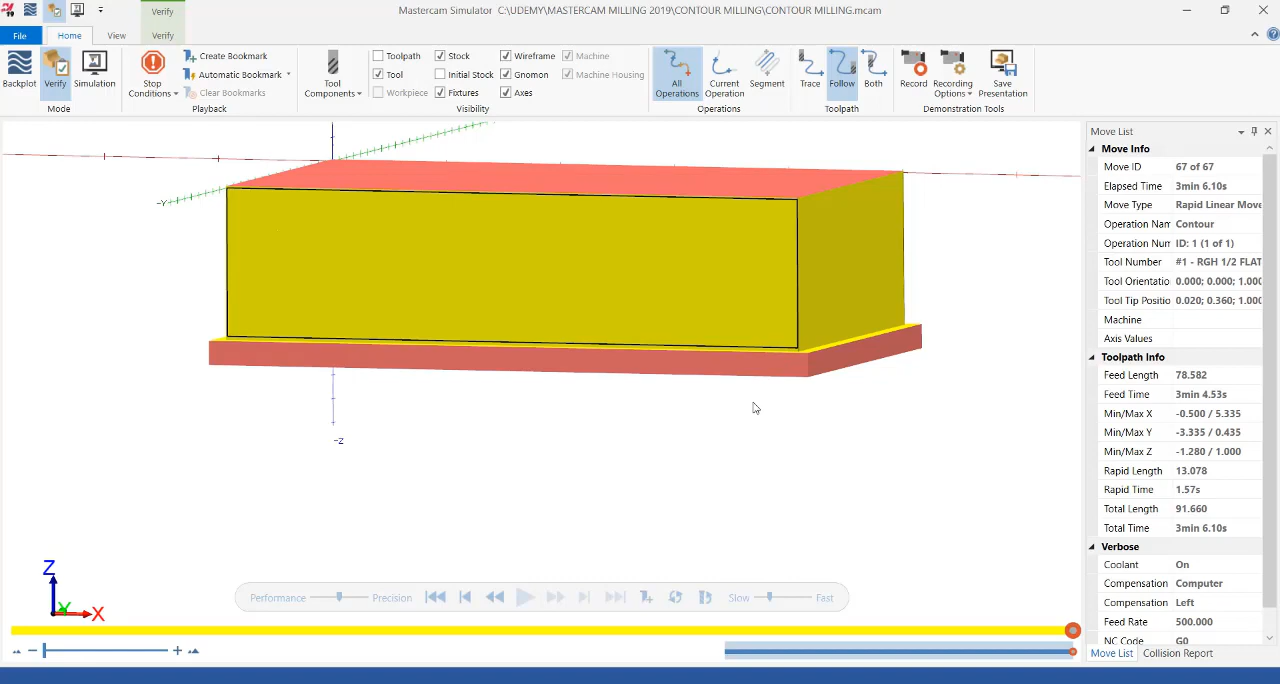 Verify
Mastercam Simulator C:\UDEMY\MASTERCAM MILLING 2019\CONTOUR MILLING\CONTOUR MILLING.mcam
File Home View Verify
Backplot Verify Simulation
Mode
Stop Conditions
Create Bookmark
Automatic Bookmark
Clear Bookmarks
Playback
Tool Components
Toolpath Stock Wireframe Machine
Tool Initial Stock Gnomon Machine Housing
Workpiece Fixtures Axes
Visibility
All Operations Current Operation Segment
Operations
Trace Follow Both
Toolpath
Record Recording Options Save Presentation
Demonstration Tools
-Y
-Z
Z
Y
X
Performance Precision Slow Fast
Move List
Move Info
Move ID 67 of 67
Elapsed Time 3min 6.10s
Move Type Rapid Linear Move
Operation Nam Contour
Operation Num ID: 1 (1 of 1)
Tool Number #1 - RGH 1/2 FLAT
Tool Orientatio 0.000; 0.000; 1.000
Tool Tip Positio 0.020; 0.360; 1.000
Machine
Axis Values
Toolpath Info
Feed Length 78.582
Feed Time 3min 4.53s
Min/Max X -0.500 / 5.335
Min/Max Y -3.335 / 0.435
Min/Max Z -1.280 / 1.000
Rapid Length 13.078
Rapid Time 1.57s
Total Length 91.660
Total Time 3min 6.10s
Verbose
Coolant On
Compensation Computer
Compensation Left
Feed Rate 500.000
NC Code G0
Move List Collision Report